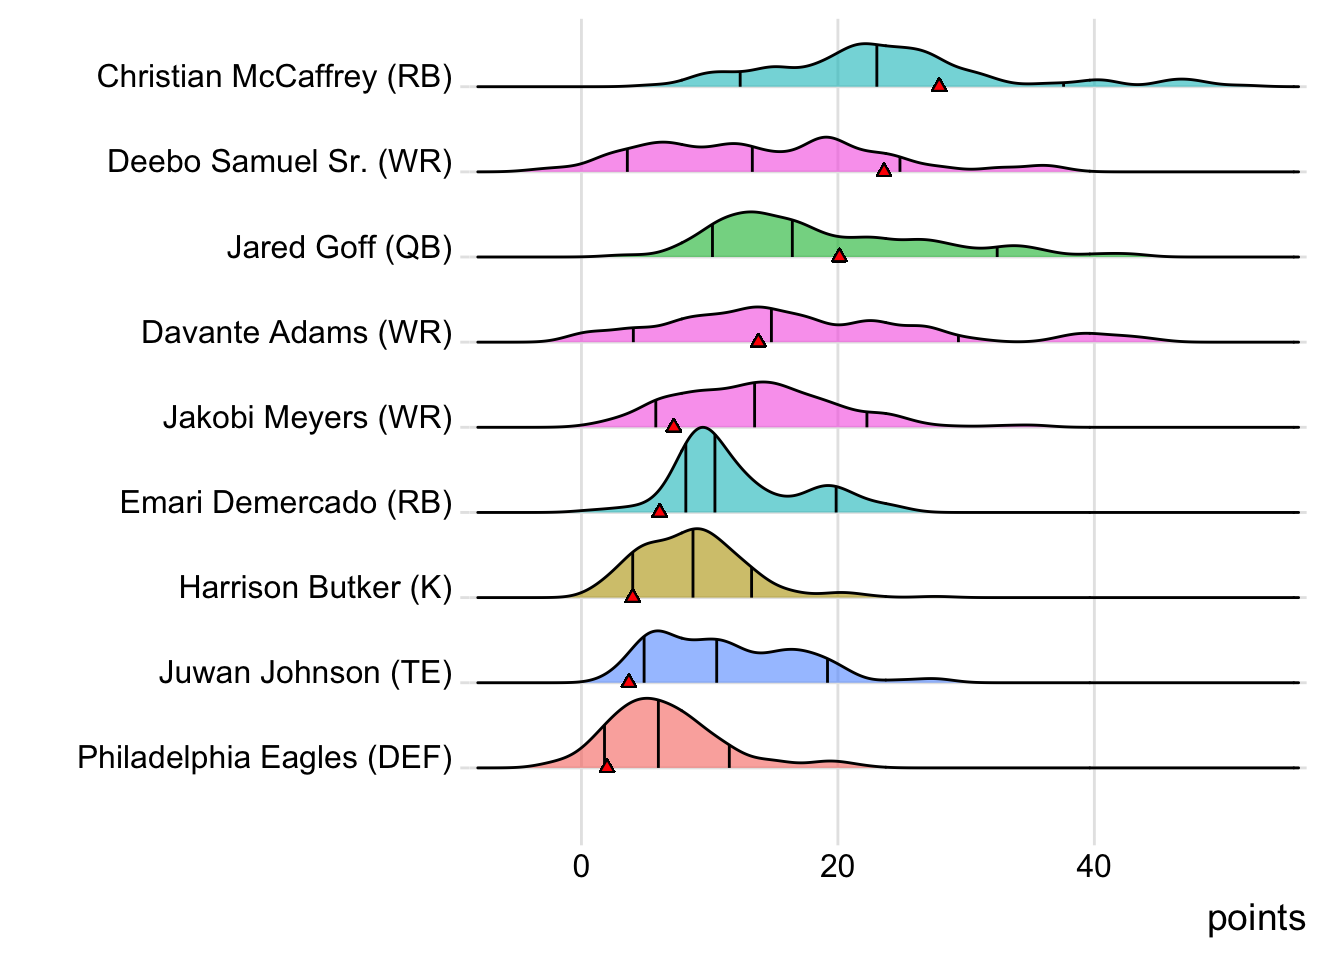 Christian McCaffrey (RB)
Deebo Samuel Sr. (WR)
Jared Goff (QB)
Davante Adams (WR)
Jakobi Meyers (WR)
Emari Demercado (RB)
Harrison Butker (K)
Juwan Johnson (TE)
Philadelphia Eagles (DEF)
0 20 40
points